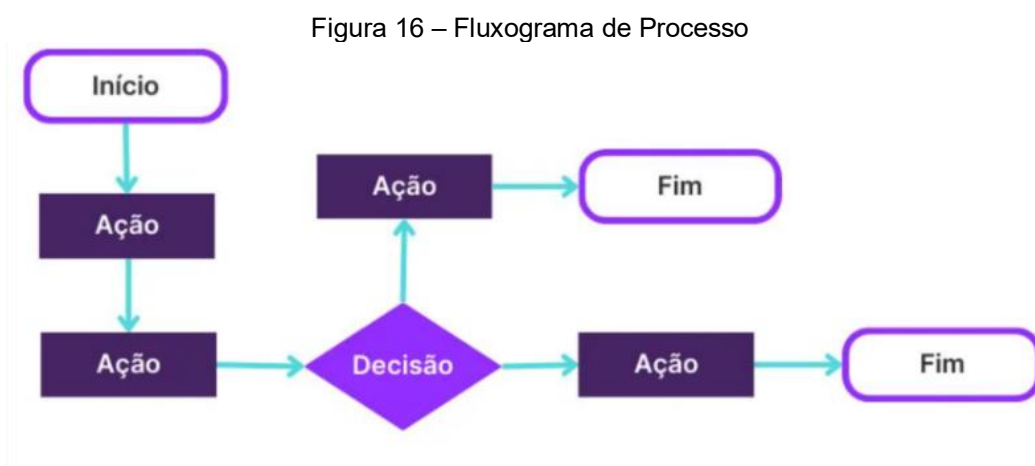 Figura 16 – Fluxograma de Processo
Início
Ação
Ação
Decisão
Ação
Fim
Ação
Fim